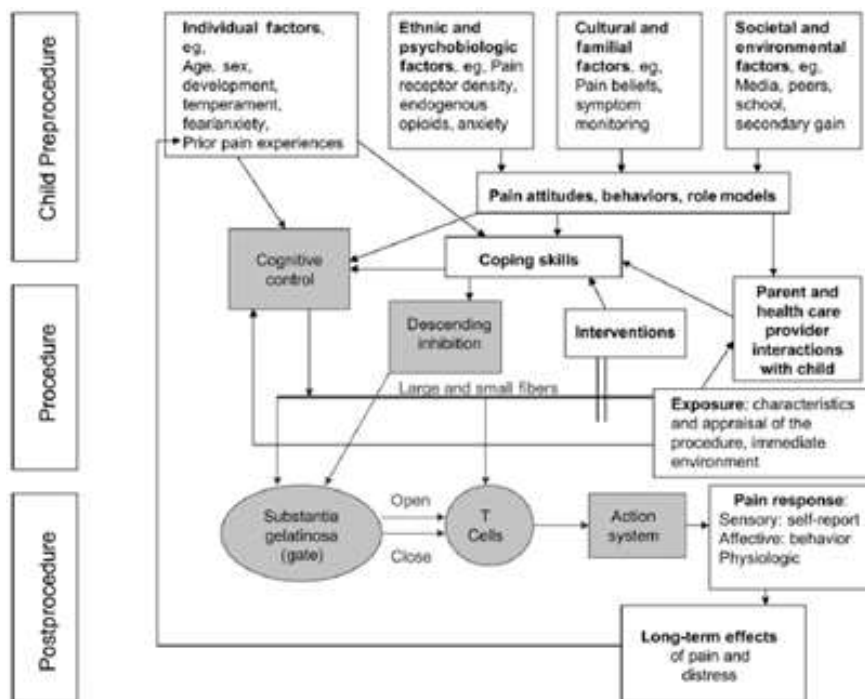 Child Preprocedure
Individual factors,
eg,
Age, sex,
development,
temperament,
fear/anxiety,
Prior pain experiences
Ethnic and
psychobiologic
factors, eg, Pain
receptor density,
endogenous
opioids, anxiety
Cultural and
familial
factors, eg,
Pain beliefs,
symptom
monitoring
Societal and
environmental
factors, eg,
Media, peers,
school,
secondary gain
Pain attitudes, behaviors, role models
Cognitive
control
Coping skills
Procedure
Descending
inhibition
Interventions
Parent and
health care
provider
interactions
with child
Large and small fibers
Exposure: characteristics
and appraisal of the
procedure, immediate
environment
Postprocedure
Substantia
gelatinosa
(gate)
Open
Close
T
Cells
Action
system
Pain response:
Sensory: self-report
Affective: behavior
Physiologic
Long-term effects
of pain and
distress